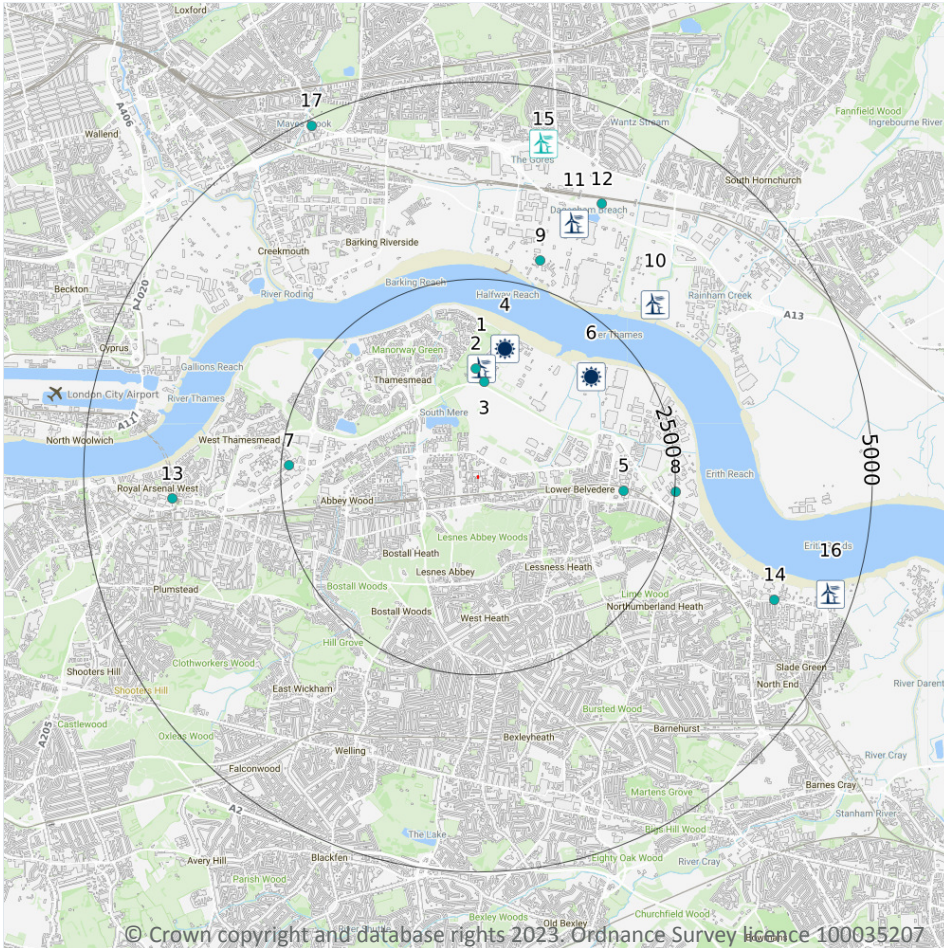 Loxford
17
Mayesbrook
Wallend
A406
15
The Gores
Wantz Stream
Fannfield Wood
Ingrebourne River
South Hornchurch
11
12
Dagenham Breach
9
10
Barking Riverside
Creekmouth
Beckton
A1020
River Roding
Barking Reach
Halfway Reach
4
1
2
6
River Thames
Rainham Creek
A13
Cyprus
Gallions Reach
Manorway Green
Thamesmead
London City Airport
River Thames
A117
North Woolwich
West Thamesmead
South Mere
3
2500
5000
7
5
8
Erith Reach
13
Royal Arsenal West
Abbey Wood
Lower Belvedere
Lesnes Abbey Woods
Bostall Heath
Lesnes Abbey
Lessness Heath
Erith Rands
16
14
Plumstead
Bostall Woods
Bostall Woods
Lime Wood
Northumberland Heath
West Heath
Hill Grove
Clothworkers Wood
Shooters Hill
Shooters Hill
East Wickham
Slade Green
North End
River Darent
Bursted Wood
Castlewood
A205
Oxleas Wood
Barnehurst
Bexleyheath
Welling
River Cray
Falconwood
Barnes Cray
Martens Grove
Stanham River
A2
The Lake
Bigs Hill Wood
Avery Hill
Blackfen
Eighty Oak Wood
River Cray
Parish Wood
Churchfield Wood
Bexley Woods
Old Bexley
River Shuttle
© Crown copyright and database rights 2023. Ordnance Survey licence 100035207